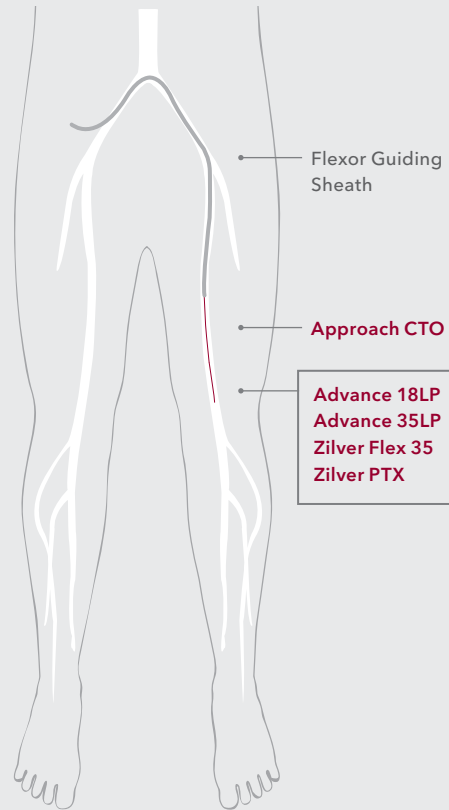 Flexor Guiding
Sheath
Approach CTO
Advance 18LP
Advance 35LP
Zilver Flex 35
Zilver PTX